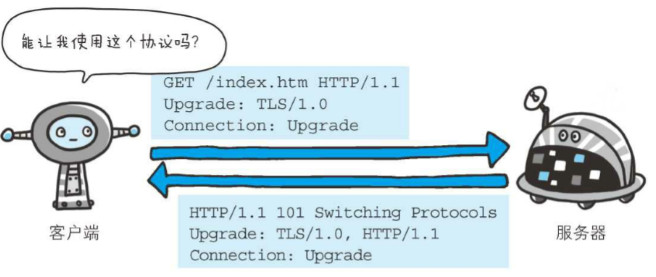 能让我使用这个协议吗?
GET /index.htm HTTP/1.1
Upgrade: TLS/1.0
Connection: Upgrade
客户端
服务器
HTTP/1.1 101 Switching Protocols
Upgrade: TLS/1.0, HTTP/1.1
Connection: Upgrade